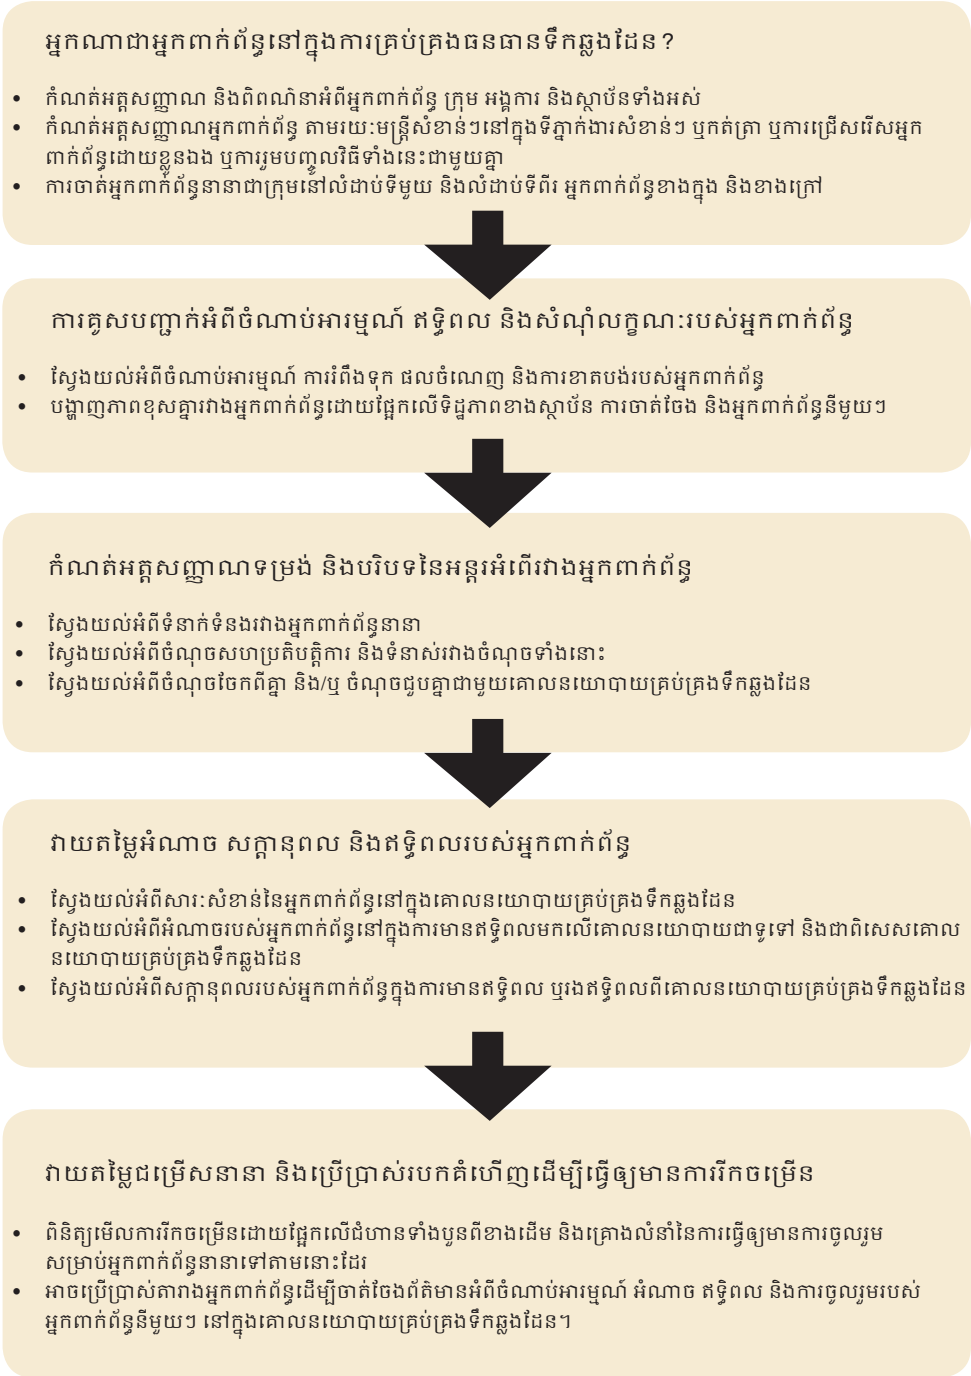 អ្នកណាជាអ្នកពាក់ព័ន្ធនៅក្នុងការគ្រប់គ្រងធនធានទឹកឆ្លងដែន?
• កំណត់អត្តសញ្ញាណ និងពិពណ៌នាអំពីអ្នកពាក់ព័ន្ធ ក្រុម អង្គការ និងស្ថាប័នទាំងអស់
• កំណត់អត្តសញ្ញាណអ្នកពាក់ព័ន្ធ តាមរយៈមន្ត្រីសំខាន់ៗនៅក្នុងទីភ្នាក់ងារសំខាន់ៗ ឬកត់ត្រា ឬការជ្រើសរើសអ្នក
ពាក់ព័ន្ធដោយខ្លួនឯង ឬការរួមបញ្ចូលវិធីទាំងនេះជាមួយគ្នា
• ការចាត់អ្នកពាក់ព័ន្ធនានាជាក្រុមនៅលំដាប់ទីមួយ និងលំដាប់ទីពីរ អ្នកពាក់ព័ន្ធខាងក្នុង និងខាងក្រៅ
ការគូសបញ្ជាក់អំពីចំណាប់អារម្មណ៍ ឥទ្ធិពល និងសំណុំលក្ខណៈរបស់អ្នកពាក់ព័ន្ធ
• ស្វែងយល់អំពីចំណាប់អារម្មណ៍ ការរំពឹងទុក ផលចំណេញ និងការខាតបង់របស់អ្នកពាក់ព័ន្ធ
• បង្ហាញភាពខុសគ្នារវាងអ្នកពាក់ព័ន្ធដោយផ្អែកលើទិដ្ឋភាពខាងស្ថាប័ន ការចាត់ចែង និងអ្នកពាក់ព័ន្ធនីមួយៗ
កំណត់អត្តសញ្ញាណទម្រង់ និងបរិបទនៃអន្តរអំពើរវាងអ្នកពាក់ព័ន្ធ
• ស្វែងយល់អំពីទំនាក់ទំនងរវាងអ្នកពាក់ព័ន្ធនានា
• ស្វែងយល់អំពីចំណុចសហប្រតិបត្តិការ និងទំនាស់រវាងចំណុចទាំងនោះ
• ស្វែងយល់អំពីចំណុចចែកពីគ្នា និង/ឬ ចំណុចជួបគ្នាជាមួយគោលនយោបាយគ្រប់គ្រងទឹកឆ្លងដែន
វាយតម្លៃអំណាច សក្តានុពល និងឥទ្ធិពលរបស់អ្នកពាក់ព័ន្ធ
• ស្វែងយល់អំពីសារៈសំខាន់នៃអ្នកពាក់ព័ន្ធនៅក្នុងគោលនយោបាយគ្រប់គ្រងទឹកឆ្លងដែន
• ស្វែងយល់អំពីអំណាចរបស់អ្នកពាក់ព័ន្ធនៅក្នុងការមានឥទ្ធិពលមកលើគោលនយោបាយជាទូទៅ និងជាពិសេសគោល
នយោបាយគ្រប់គ្រងទឹកឆ្លងដែន
• ស្វែងយល់អំពីសក្តានុពលរបស់អ្នកពាក់ព័ន្ធក្នុងការមានឥទ្ធិពល ឬរងឥទ្ធិពលពីគោលនយោបាយគ្រប់គ្រងទឹកឆ្លងដែន
វាយតម្លៃជម្រើសនានា និងប្រើប្រាស់របកគំហើញដើម្បីធ្វើឲ្យមានការរីកចម្រើន
• ពិនិត្យមើលការរីកចម្រើនដោយផ្អែកលើជំហានទាំងបួនពីខាងដើម និងគ្រោងលំនាំនៃការធ្វើឲ្យមានការចូលរួម
សម្រាប់អ្នកពាក់ព័ន្ធនានាទៅតាមនោះដែរ
• អាចប្រើប្រាស់តារាងអ្នកពាក់ព័ន្ធដើម្បីចាត់ចែងព័ត៌មានអំពីចំណាប់អារម្មណ៍ អំណាច ឥទ្ធិពល និងការចូលរួមរបស់
អ្នកពាក់ព័ន្ធនីមួយៗ នៅក្នុងគោលនយោបាយគ្រប់គ្រងទឹកឆ្លងដែន។